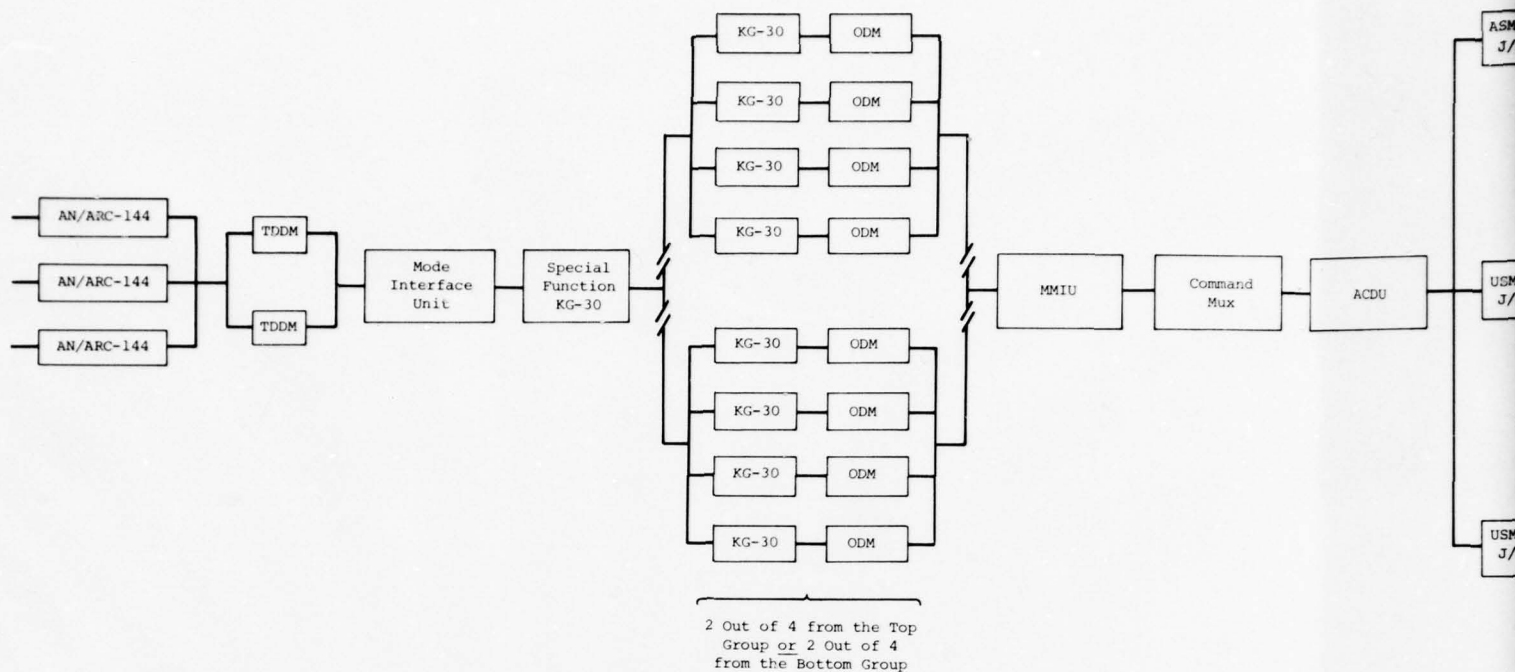 AN/ARC-144
AN/ARC-144
AN/ARC-144
TDDM
TDDM
Mode
Interface
Unit
Special
Function
KG-30
KG-30 ODM
KG-30 ODM
KG-30 ODM
KG-30 ODM
KG-30 ODM
KG-30 ODM
KG-30 ODM
KG-30 ODM
2 Out of 4 from the Top
Group or 2 Out of 4
from the Bottom Group
MMIU
Command
Mux
ACDU
ASM
J/
USM
J/
USM
J/